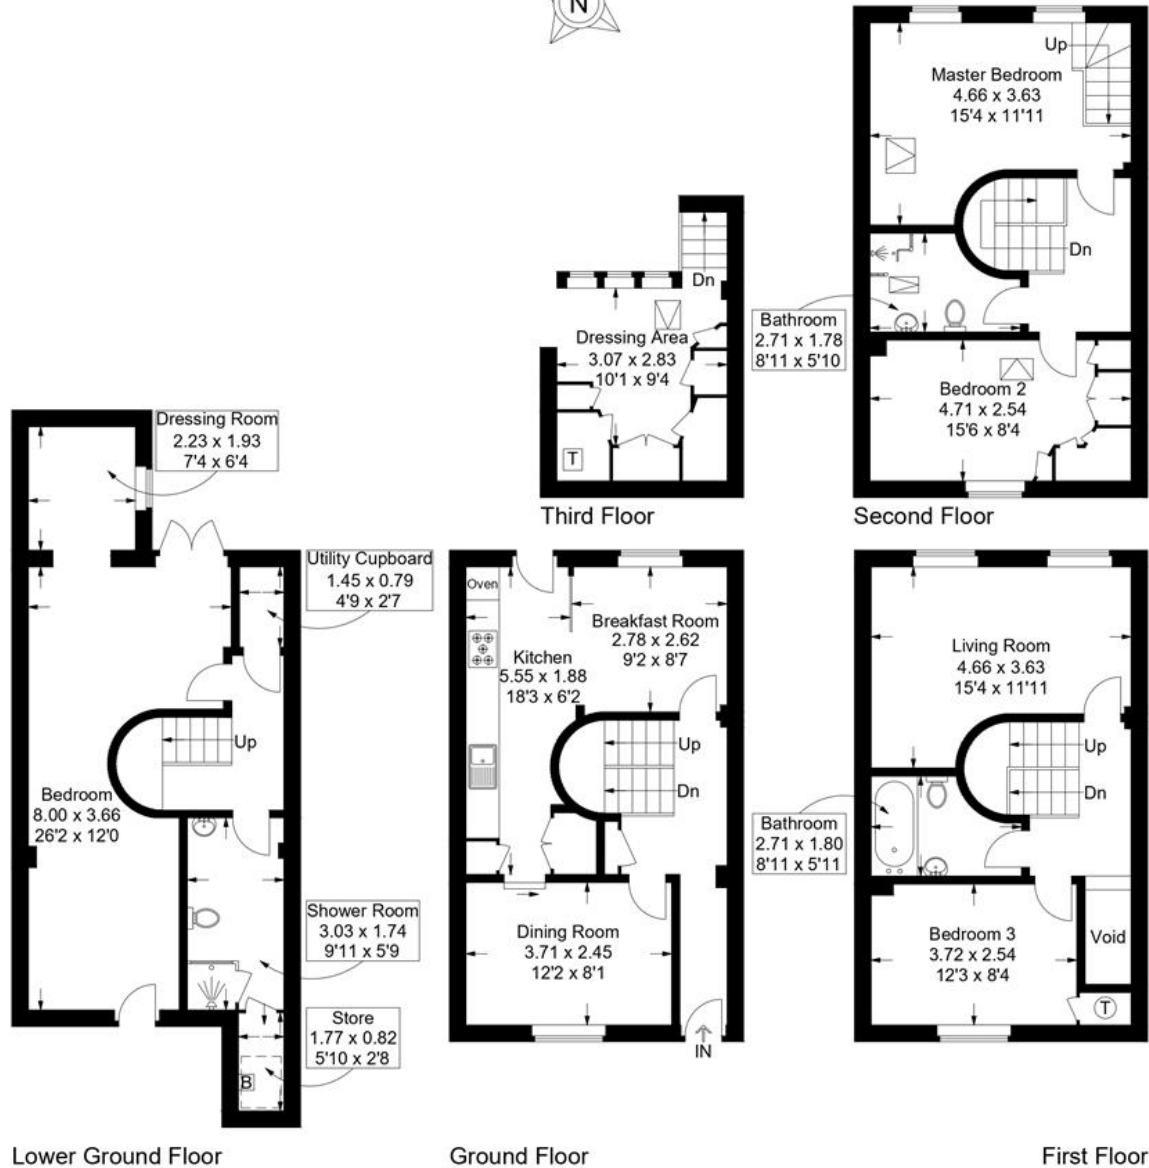 N
Up
Master Bedroom
4.66 x 3.63
15'4 x 11'11
Dn
Bathroom
2.71 x 1.78
8'11 x 5'10
Bedroom 2
4.71 x 2.54
15'6 x 8'4
Second Floor
Dn
Dressing Area
3.07 x 2.83
10'1 x 9'4
T
Third Floor
Dressing Room
2.23 x 1.93
7'4 x 6'4
Utility Cupboard
1.45 x 0.79
4'9 x 2'7
Up
Bedroom
8.00 x 3.66
26'2 x 12'0
Shower Room
3.03 x 1.74
9'11 x 5'9
Store
1.77 x 0.82
5'10 x 2'8
B
Lower Ground Floor
Oven
Breakfast Room
2.78 x 2.62
9'2 x 8'7
Kitchen
5.55 x 1.88
18'3 x 6'2
Up
Dn
Dining Room
3.71 x 2.45
12'2 x 8'1
IN
Ground Floor
Living Room
4.66 x 3.63
15'4 x 11'11
Up
Dn
Bathroom
2.71 x 1.80
8'11 x 5'11
Bedroom 3
3.72 x 2.54
12'3 x 8'4
Void
T
First Floor